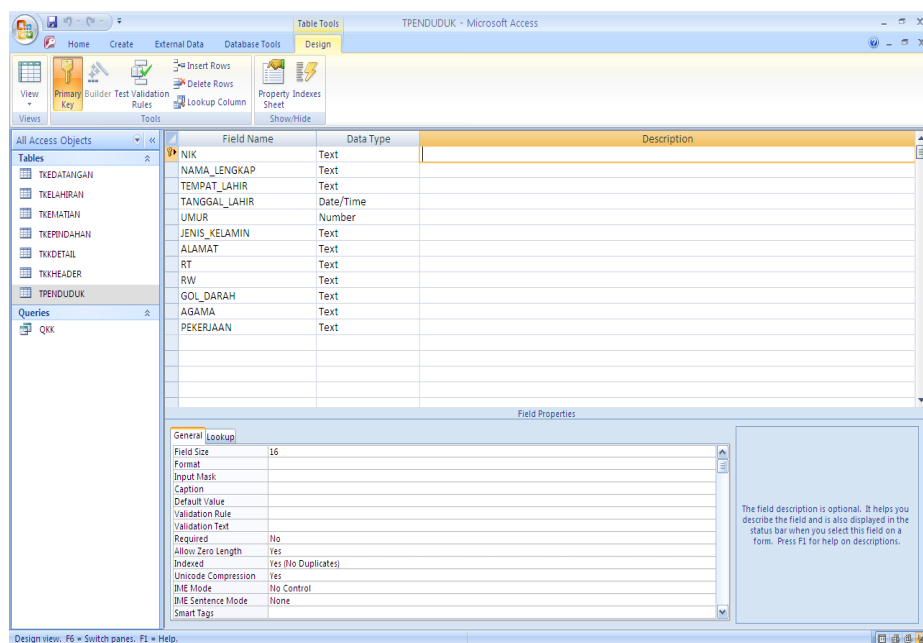 Table Tools
TPENDUDUK - Microsoft Access
Home Create External Data Database Tools Design
View
Primary Key
Builder
Test Validation Rules
Insert Rows
Delete Rows
Lookup Column
Property Sheet
Indexes
Views
Tools
Show/Hide
All Access Objects
Tables
TKEDATANGAN
TKELAHIRAN
TKEMATIAN
TKEPINDAHAN
TKKDETAIL
TKKHEADER
TPENDUDUK
Queries
QKK
Field Name Data Type Description
NIK Text
NAMA_LENGKAP Text
TEMPAT_LAHIR Text
TANGGAL_LAHIR Date/Time
UMUR Number
JENIS_KELAMIN Text
ALAMAT Text
RT Text
RW Text
GOL_DARAH Text
AGAMA Text
PEKERJAAN Text
Field Properties
General Lookup
Field Size 16
Format
Input Mask
Caption
Default Value
Validation Rule
Validation Text
Required No
Allow Zero Length Yes
Indexed Yes (No Duplicates)
Unicode Compression Yes
IME Mode No Control
IME Sentence Mode None
Smart Tags
The field description is optional. It helps you
describe the field and is also displayed in the
status bar when you select this field on a
form. Press F1 for help on descriptions.
Design view. F6 = Switch panes. F1 = Help.